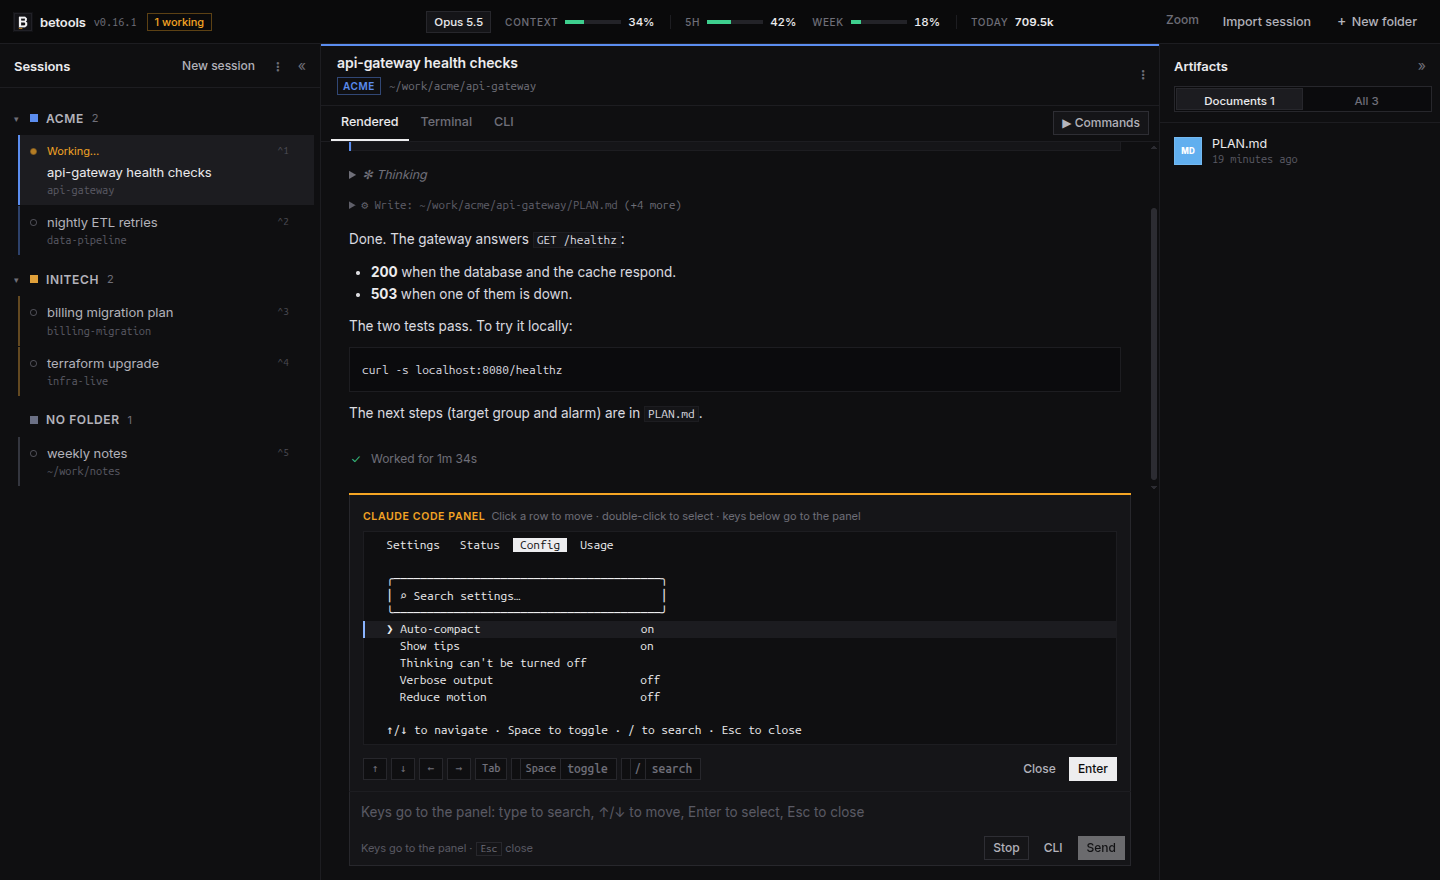 B betools v0.16.1 1 working Opus 5.5 CONTEXT 34% 5H 42% WEEK 18% TODAY 709.5k Zoom Import session + New folder
Sessions New session ⋮ «
▾ ACME 2
Working... ^1
api-gateway health checks
api-gateway
nightly ETL retries ^2
data-pipeline
▾ INITECH 2
billing migration plan ^3
billing-migration
terraform upgrade ^4
infra-live
NO FOLDER 1
weekly notes ^5
~/work/notes
api-gateway health checks
ACME ~/work/acme/api-gateway
Rendered Terminal CLI ▶ Commands
▶ ✻ Thinking
▶ ⚙ Write: ~/work/acme/api-gateway/PLAN.md (+4 more)
Done. The gateway answers GET /healthz:
• 200 when the database and the cache respond.
• 503 when one of them is down.
The two tests pass. To try it locally:
curl -s localhost:8080/healthz
The next steps (target group and alarm) are in PLAN.md.
✓ Worked for 1m 34s
CLAUDE CODE PANEL Click a row to move · double-click to select · keys below go to the panel
Settings Status Config Usage
⌕ Search settings…
❯ Auto-compact on
Show tips on
Thinking can't be turned off
Verbose output off
Reduce motion off
↑/↓ to navigate · Space to toggle · / to search · Esc to close
↑ ↓ ← → Tab Space toggle / search Close Enter
Keys go to the panel: type to search, ↑/↓ to move, Enter to select, Esc to close
Keys go to the panel · Esc close Stop CLI Send
Artifacts »
Documents 1 All 3
MD PLAN.md
19 minutes ago